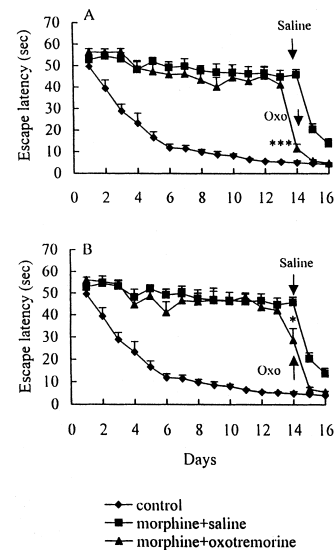 A
Saline
70
60
50
40
30
20
10
0
Escape latency (sec)
Oxo
***
0 2 4 6 8 10 12 14 16
B
Saline
70
60
50
40
30
20
10
0
Escape latency (sec)
*
Oxo
0 2 4 6 8 10 12 14 16
Days
control
morphine+saline
morphine+oxotremorine